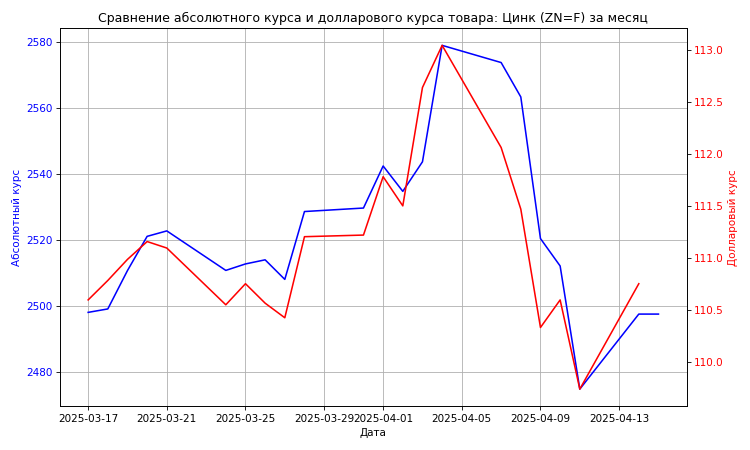 Сравнение абсолютного курса и долларового курса товара: Цинк (ZN=F) за месяц
Абсолютный курс
2580
2560
2540
2520
2500
2480
113.0
112.5
112.0
111.5
111.0
110.5
110.0
Долларовый курс
2025-03-17 2025-03-21 2025-03-25 2025-03-29 2025-04-01 2025-04-05 2025-04-09 2025-04-13
Дата